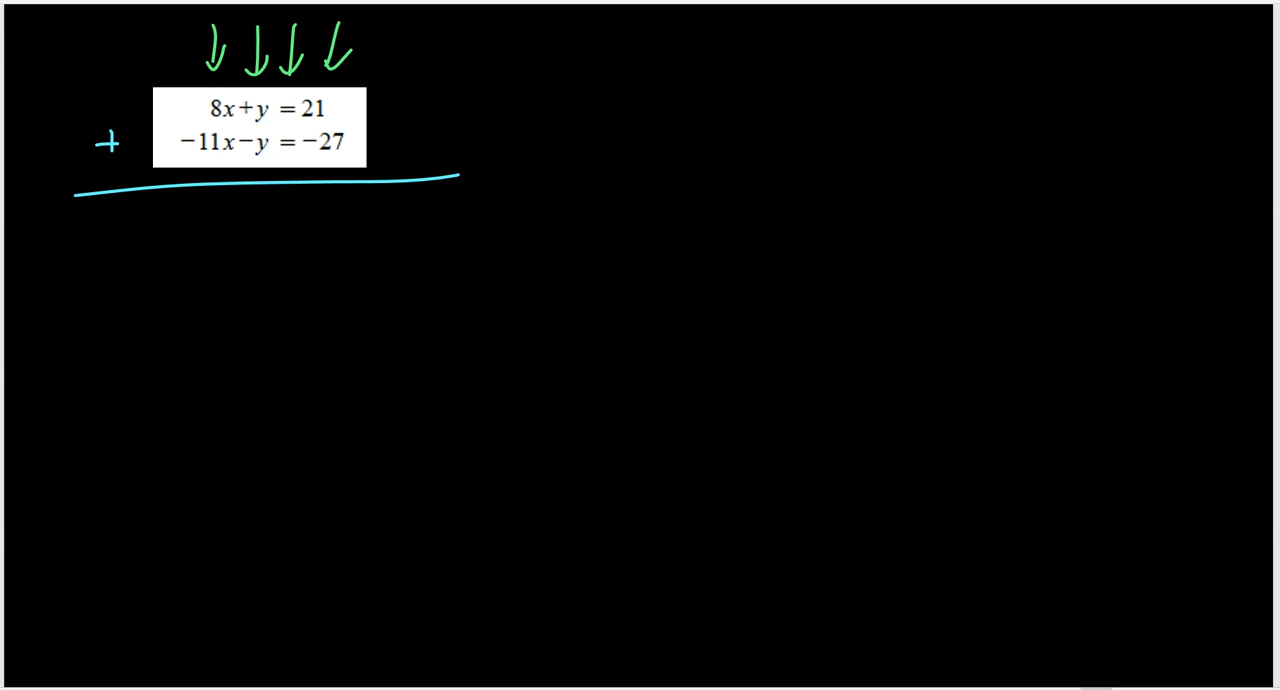 8x+y = 21
+ −11x−y = −27